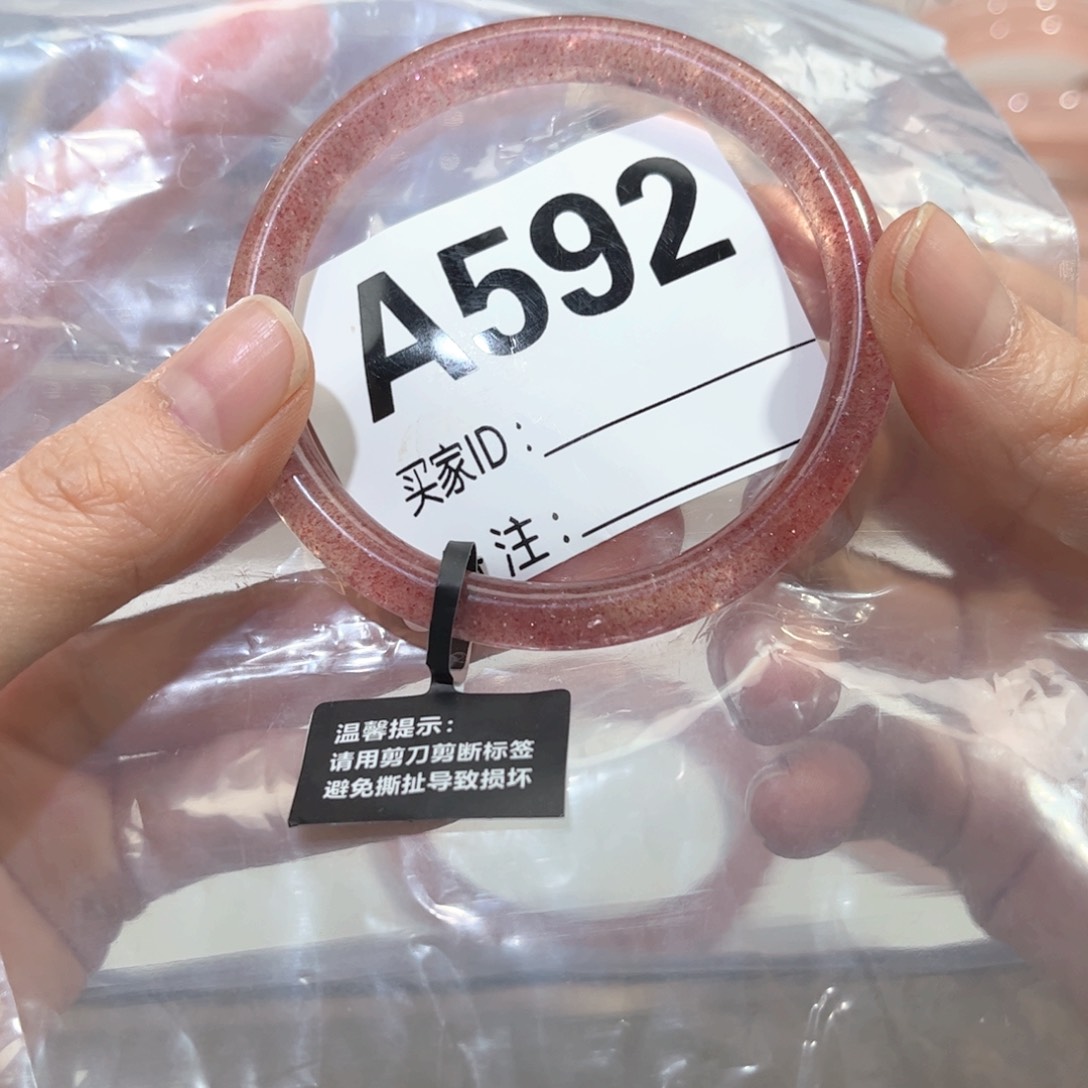 A592
买家ID：
注：
温馨提示：
请用剪刀剪断标签
避免撕扯导致损坏